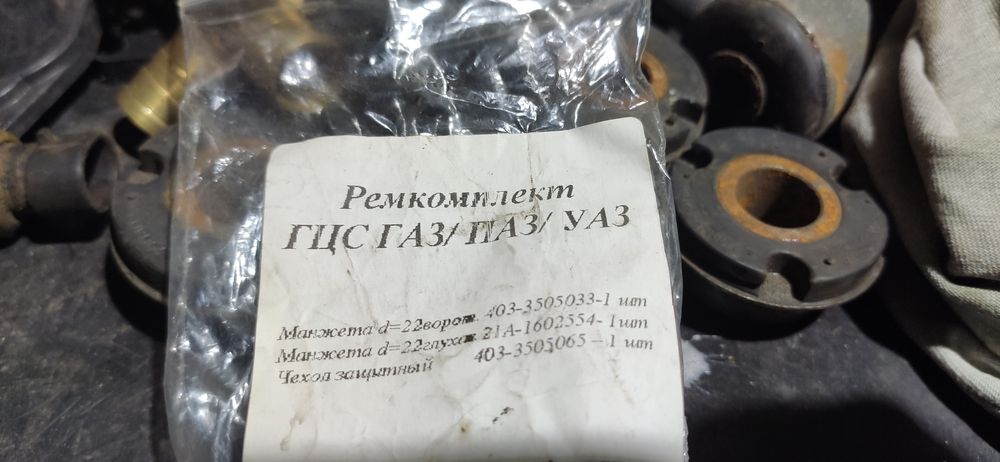 Ремкомплект
ГЦС ГАЗ/ ПАЗ/ УАЗ
Манжета d=22ворот. 403-3505033-1 шт
Манжета d=22глухая 21А-1602554-1шт
Чехол защитный 403-3505065 – 1 шт